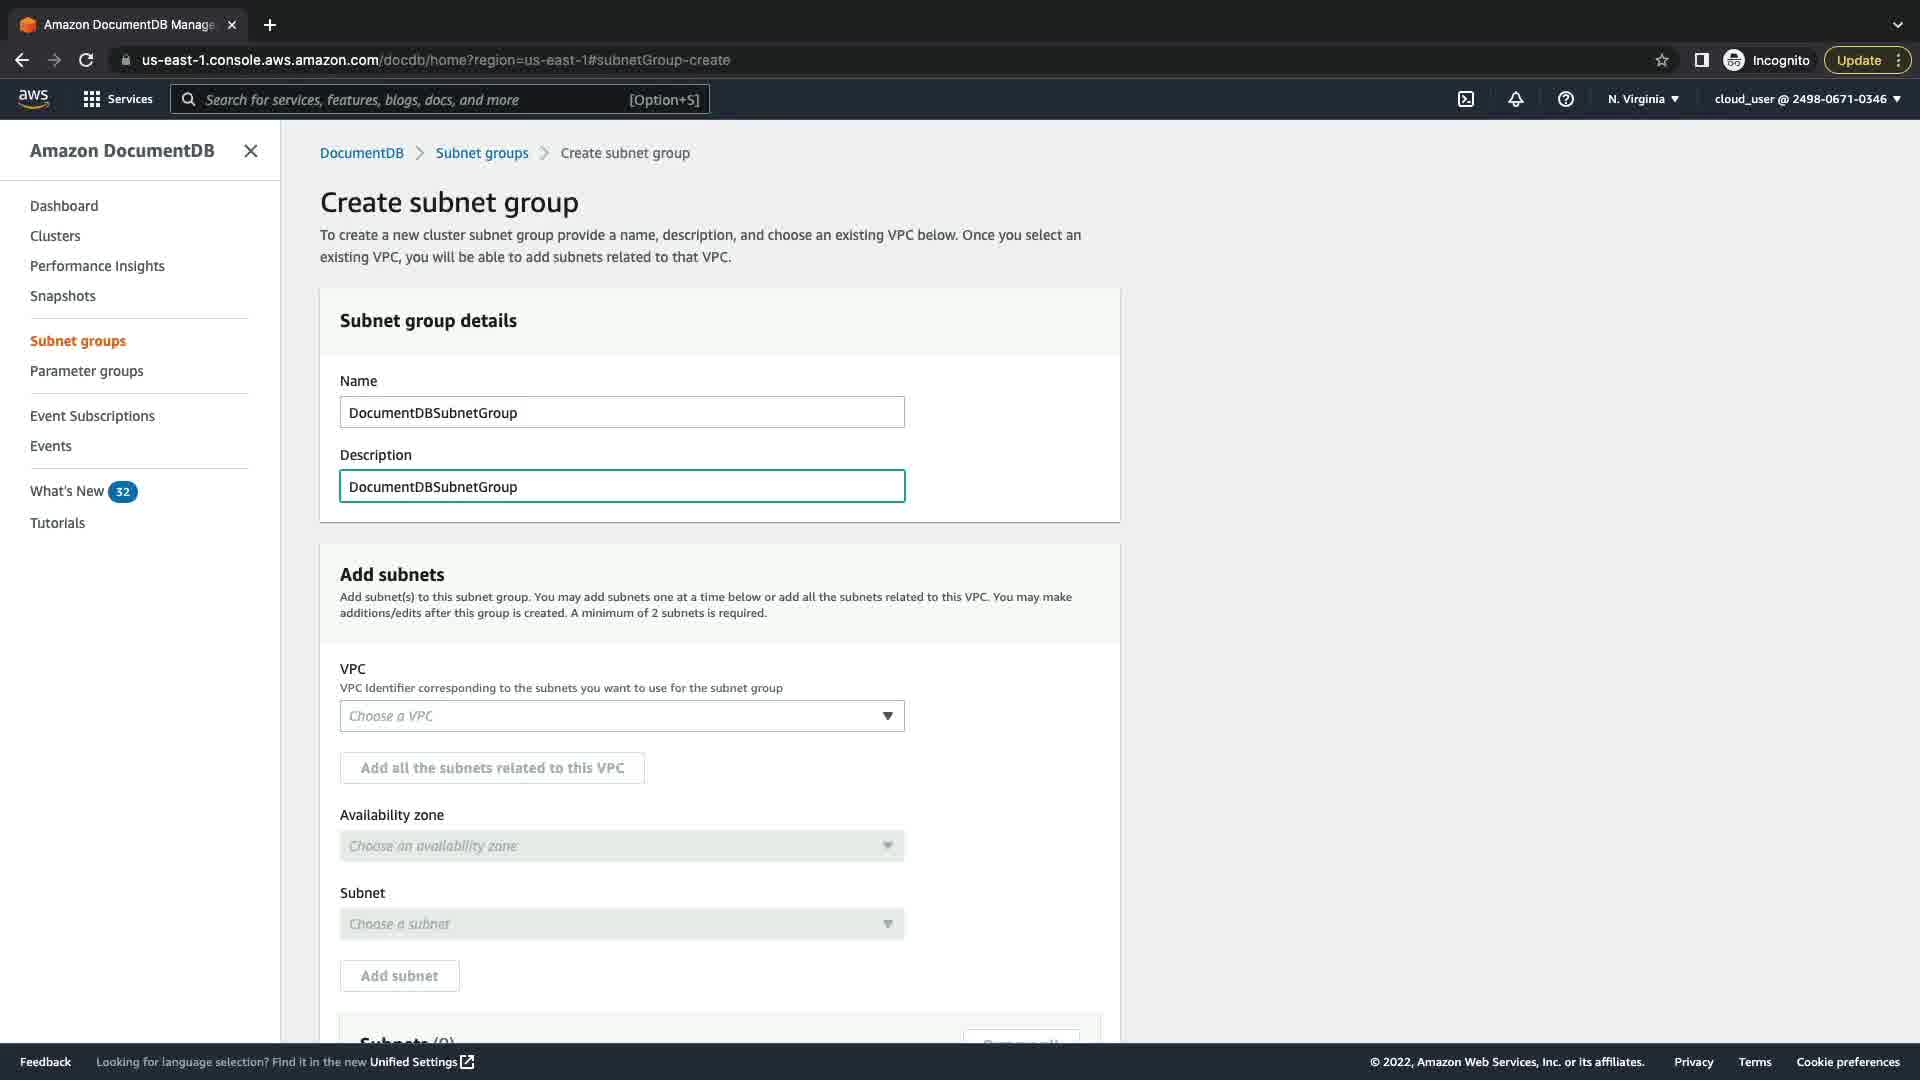 Amazon DocumentDB Manage
us-east-1.console.aws.amazon.com/docdb/home?region=us-east-1#subnetGroup-create
Incognito
Update
aws
Services
Search for services, features, blogs, docs, and more
[Option+S]
N. Virginia
cloud_user @ 2498-0671-0346
Amazon DocumentDB
Dashboard
Clusters
Performance Insights
Snapshots
Subnet groups
Parameter groups
Event Subscriptions
Events
What's New 32
Tutorials
DocumentDB
Subnet groups
Create subnet group
Create subnet group
To create a new cluster subnet group provide a name, description, and choose an existing VPC below. Once you select an
existing VPC, you will be able to add subnets related to that VPC.
Subnet group details
Name
DocumentDBSubnetGroup
Description
DocumentDBSubnetGroup
Add subnets
Add subnet(s) to this subnet group. You may add subnets one at a time below or add all the subnets related to this VPC. You may make
additions/edits after this group is created. A minimum of 2 subnets is required.
VPC
VPC Identifier corresponding to the subnets you want to use for the subnet group
Choose a VPC
Add all the subnets related to this VPC
Availability zone
Choose an availability zone
Subnet
Choose a subnet
Add subnet
Subnets (0)
Feedback
Looking for language selection? Find it in the new Unified Settings
© 2022, Amazon Web Services, Inc. or its affiliates.
Privacy
Terms
Cookie preferences